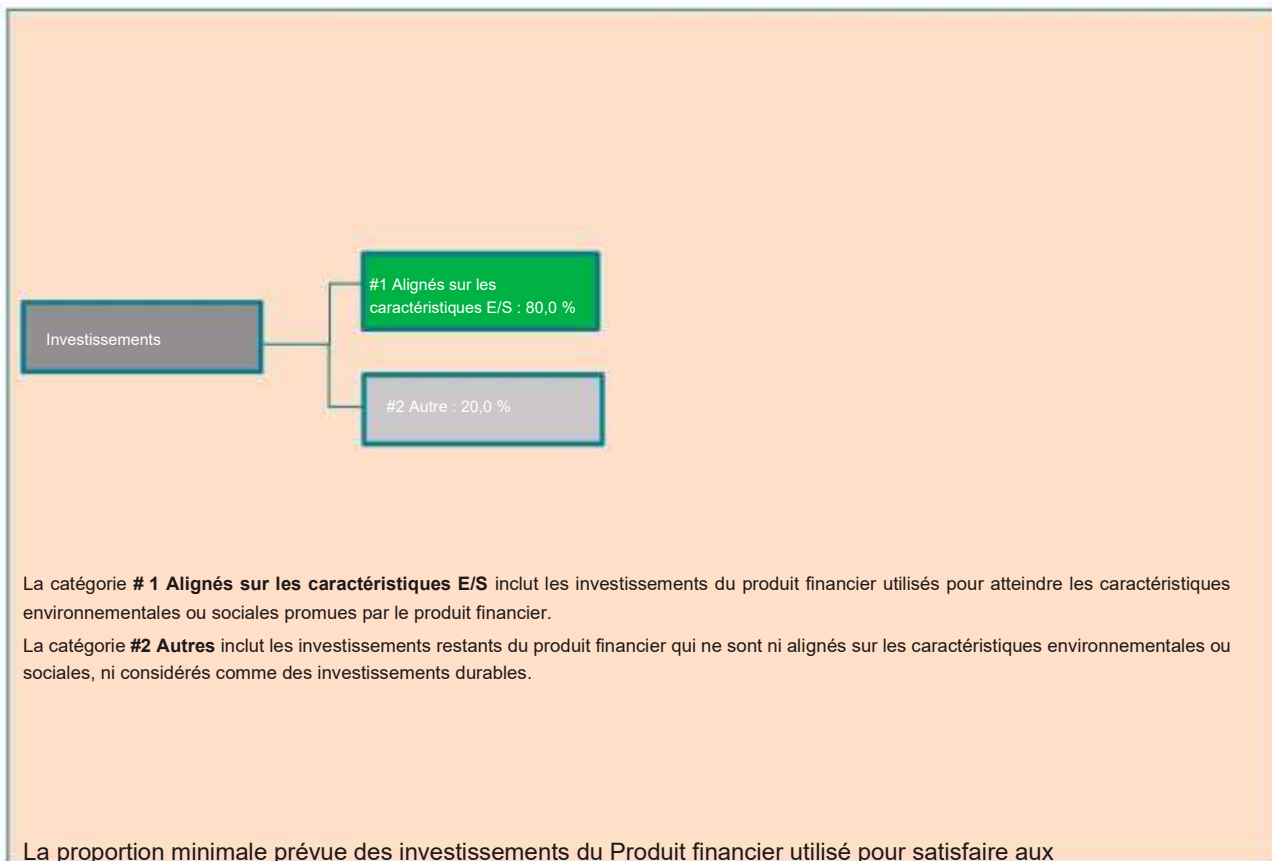 #1 Alignés sur les
caractéristiques E/S : 80,0 %
Investissements
#2 Autre : 20,0 %
La catégorie # 1 Alignés sur les caractéristiques E/S inclut les investissements du produit financier utilisés pour atteindre les caractéristiques
environnementales ou sociales promues par le produit financier.
La catégorie #2 Autres inclut les investissements restants du produit financier qui ne sont ni alignés sur les caractéristiques environnementales ou
sociales, ni considérés comme des investissements durables.
La proportion minimale prévue des investissements du Produit financier utilisé pour satisfaire aux